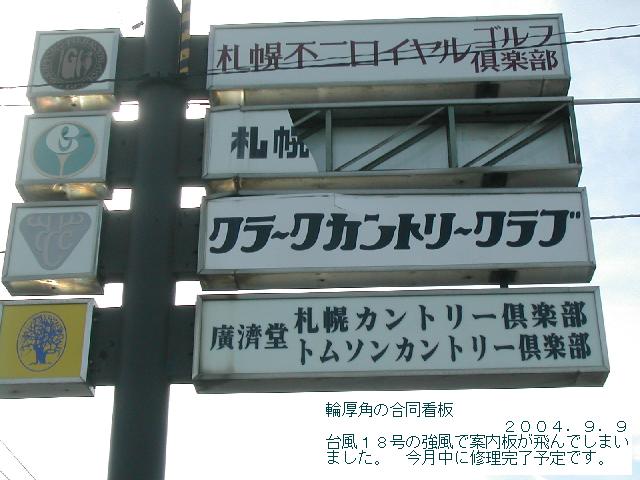 札幌不二ロイヤルゴルフ
倶楽部
札幌
クラークカントリークラブ
廣済堂 札幌カントリー倶楽部
トムソンカントリー倶楽部
輪厚角の合同看板
２００４．９．９
台風１８号の強風で案内板が飛んでしまい
ました。　今月中に修理完了予定です。